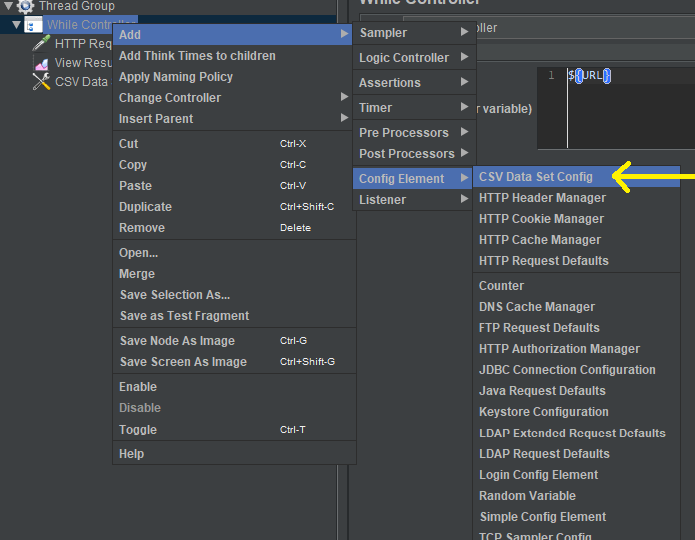 Thread Group
While Controller
While Controller
HTTP Req
View Resu
CSV Data
Add
Add Think Times to children
Apply Naming Policy
Change Controller
Insert Parent
Cut Ctrl-X
Copy Ctrl-C
Paste Ctrl-V
Duplicate Ctrl+Shift-C
Remove Delete
Open...
Merge
Save Selection As...
Save as Test Fragment
Save Node As Image Ctrl-G
Save Screen As Image Ctrl+Shift-G
Enable
Disable
Toggle Ctrl-T
Help
Sampler
Logic Controller
Assertions
Timer
Pre Processors
Post Processors
Config Element
Listener
oller
r variable)
1 ${URL}
CSV Data Set Config
HTTP Header Manager
HTTP Cookie Manager
HTTP Cache Manager
HTTP Request Defaults
Counter
DNS Cache Manager
FTP Request Defaults
HTTP Authorization Manager
JDBC Connection Configuration
Java Request Defaults
Keystore Configuration
LDAP Extended Request Defaults
LDAP Request Defaults
Login Config Element
Random Variable
Simple Config Element
TCP Sampler Config